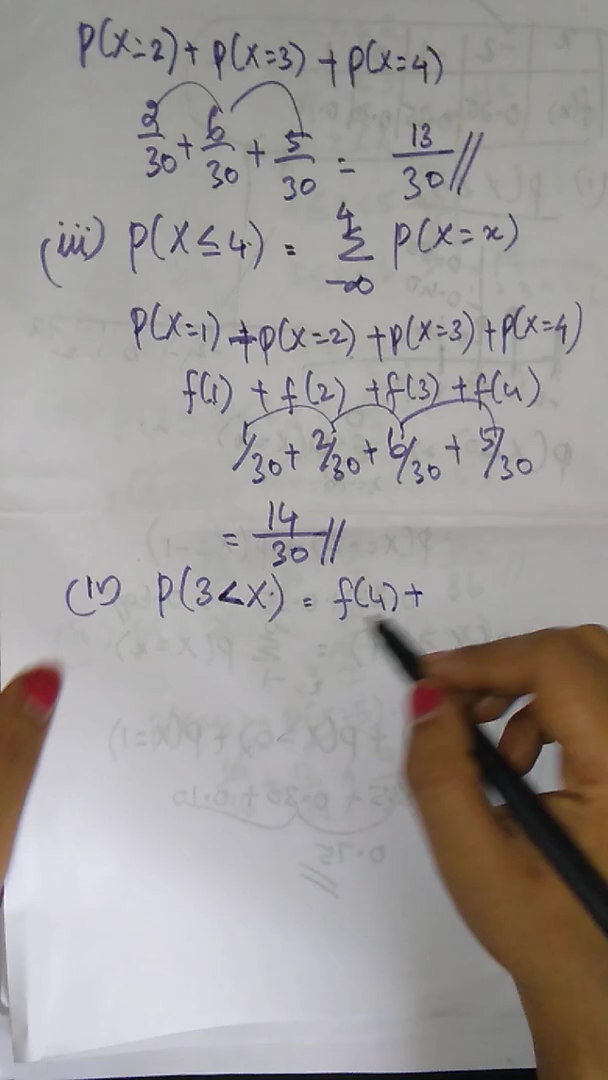 P(X=2) + P(X=3) + P(X=4)
2/30 + 6/30 + 5/30 = 13/30 //
(iii) P(X ≤ 4) = 4 Σ -∞ P(X = x)
P(X=1) + P(X=2) + P(X=3) + P(X=4)
f(1) + f(2) + f(3) + f(4)
1/30 + 2/30 + 6/30 + 5/30
= 14/30 //
(iv) P(3 < X) = f(4) +